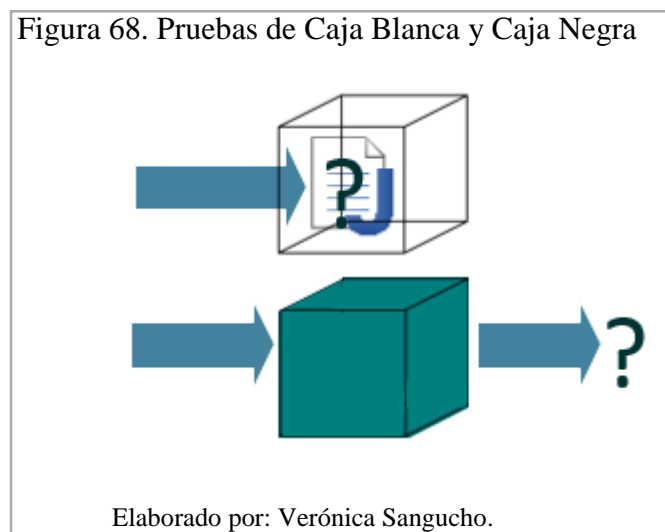 Figura 68. Pruebas de Caja Blanca y Caja Negra
?
J
?
Elaborado por: Verónica Sangucho.